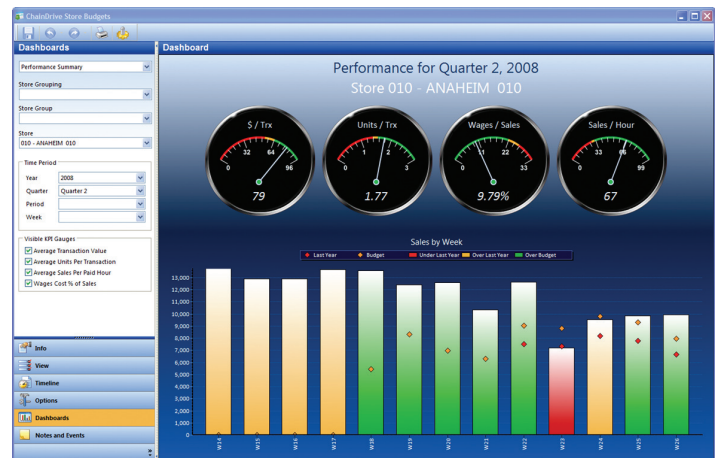 ChainDrive Store Budgets
Dashboards
Performance Summary
Store Grouping
Store Group
Store
010 - ANAHEIM 010
Time Period
Year 2008
Quarter Quarter 2
Period
Week
Visible KPI Gauges
Average Transaction Value
Average Units Per Transaction
Average Sales Per Paid Hour
Wages Cost % of Sales
Info
View
Timeline
Options
Dashboards
Notes and Events
Dashboard
Performance for Quarter 2, 2008
Store 010 - ANAHEIM 010
$ / Trx
0 32 64 96
79
Units / Trx
0 1 2 3
1.77
Wages / Sales
0 11 22 33
9.79%
Sales / Hour
0 33 66 99
67
Sales by Week
Last Year Budget Under Last Year Over Last Year Over Budget
13,000
12,000
11,000
10,000
9,000
8,000
7,000
6,000
5,000
4,000
3,000
2,000
1,000
0
W14 W15 W16 W17 W18 W19 W20 W21 W22 W23 W24 W25 W26